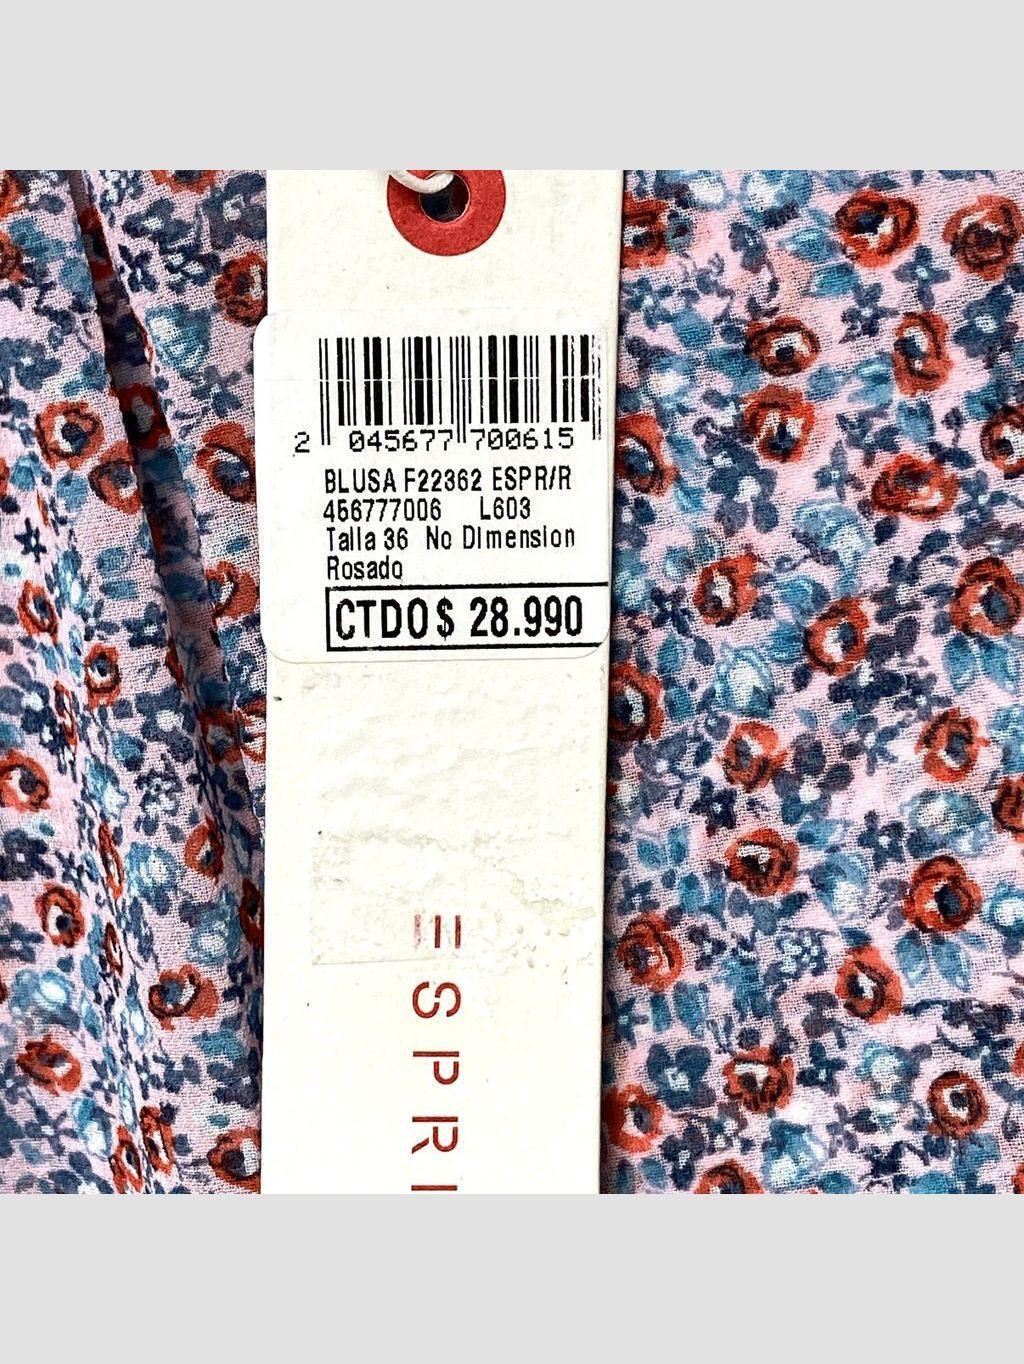 2 045677 700615
BLUSA F22362 ESPR/R
456777006 L603
Talla 36 No Dimension
Rosado
CTDO$ 28.990
ESPRI